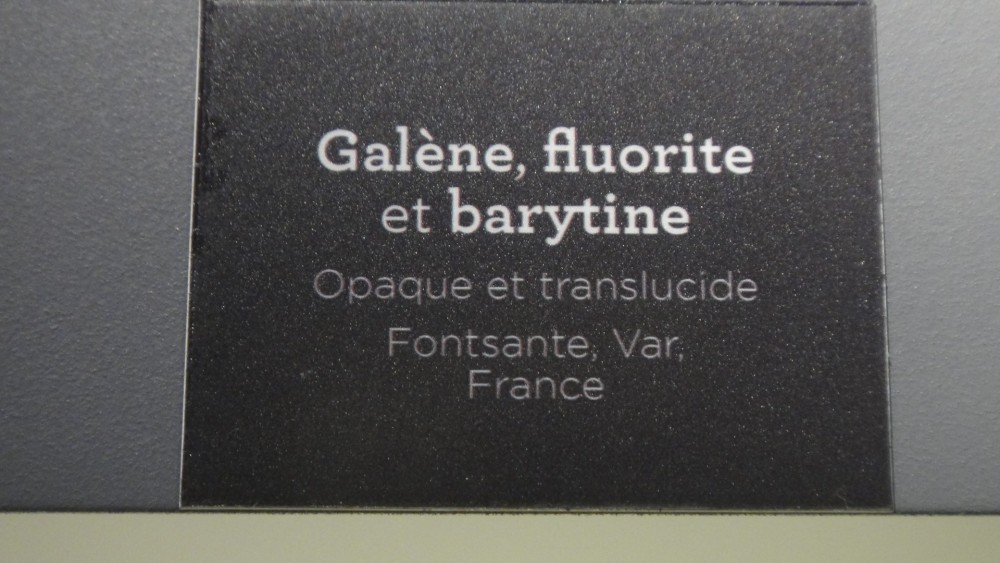 Galène, fluorite
et barytine
Opaque et translucide
Fontsante, Var,
France